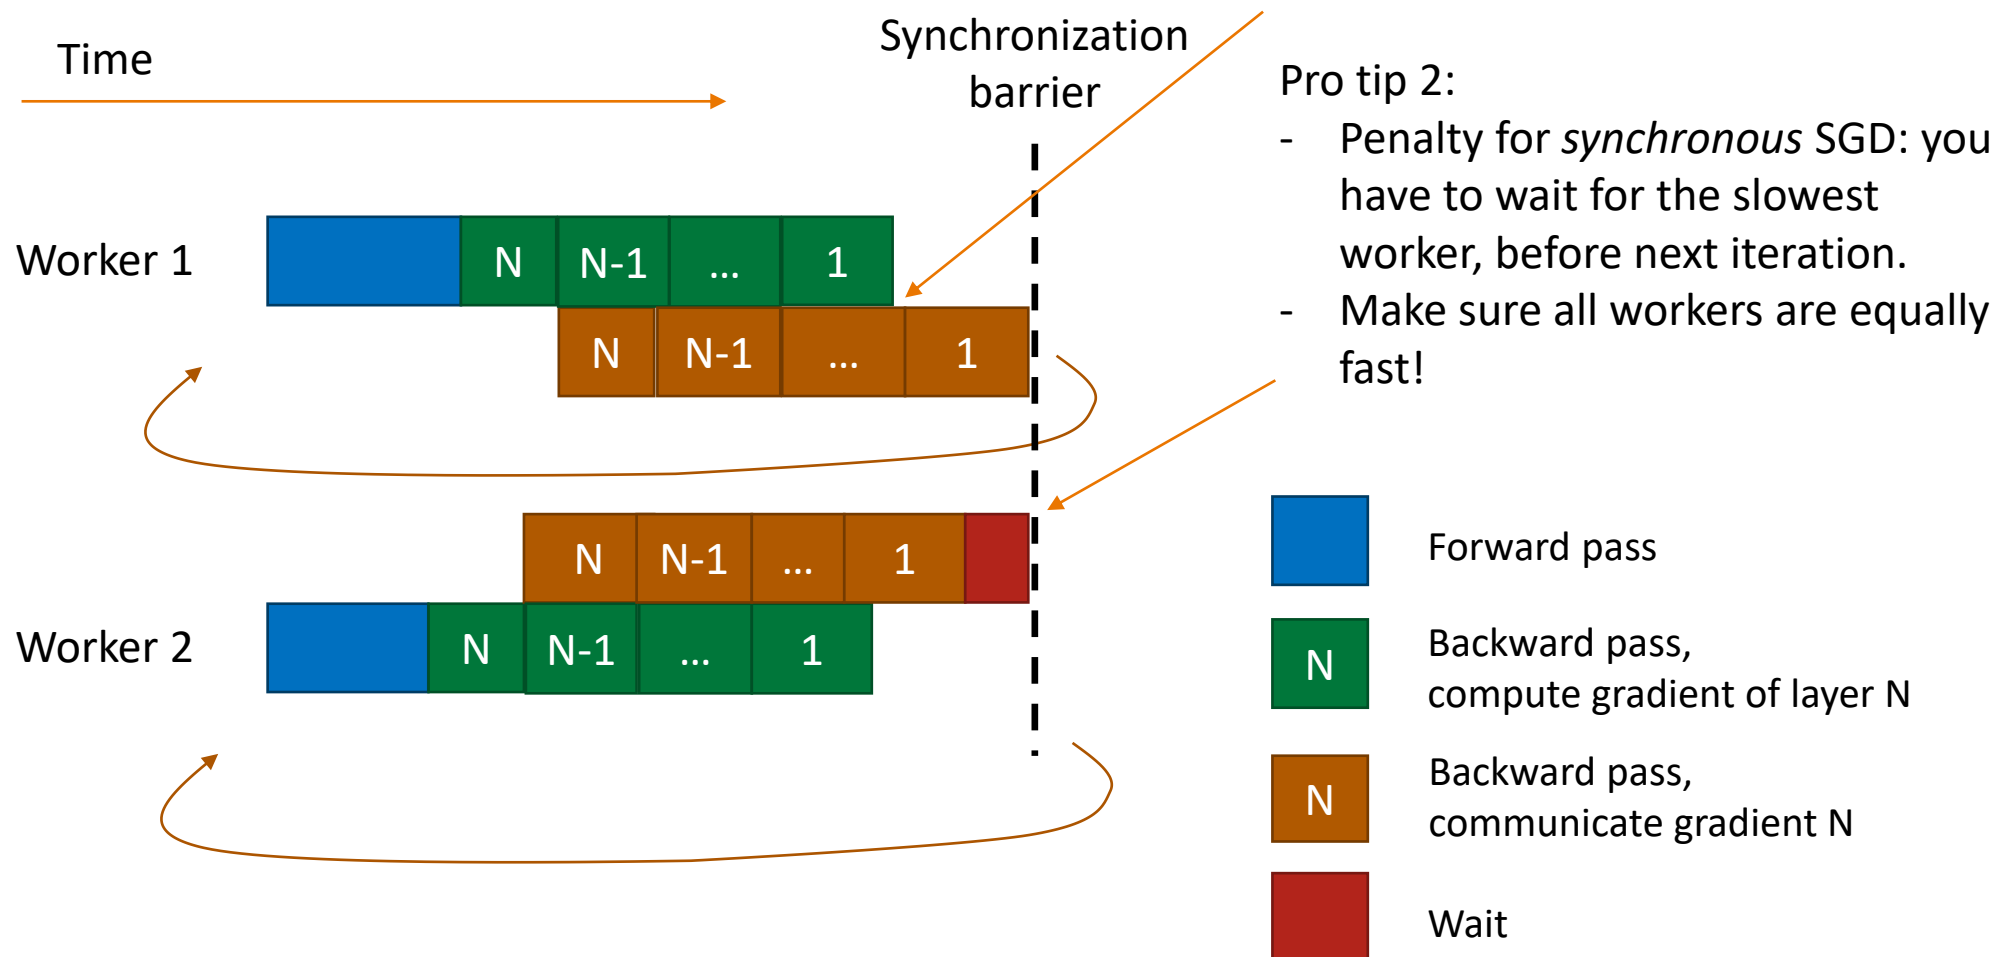 Time
Synchronization
barrier
Pro tip 2:
- Penalty for synchronous SGD: you
have to wait for the slowest
worker, before next iteration.
- Make sure all workers are equally
fast!
Worker 1
N N-1 ... 1
N N-1 ... 1
N N-1 ... 1
Worker 2
N N-1 ... 1
Forward pass
N
Backward pass,
compute gradient of layer N
N
Backward pass,
communicate gradient N
Wait